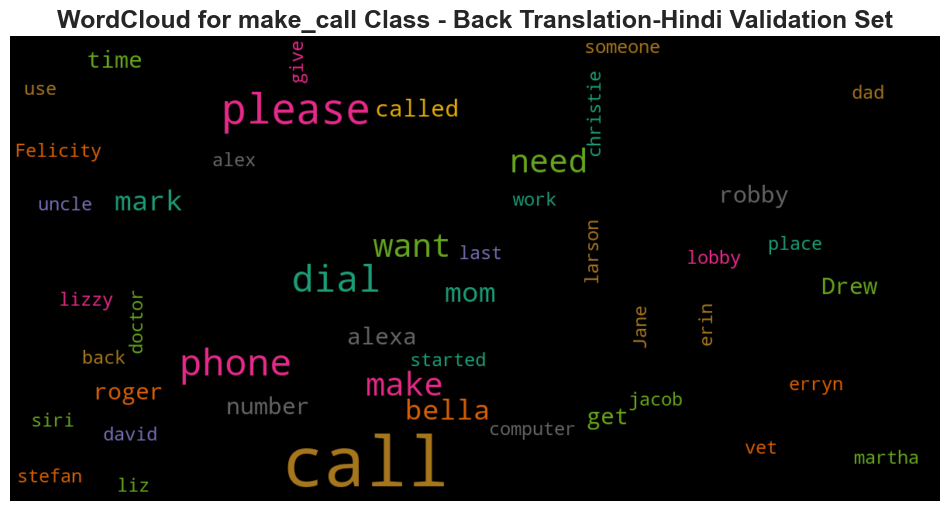 WordCloud for make_call Class - Back Translation-Hindi Validation Set
time
give
someone
use
please
called
christie
dad
Felicity
alex
need
uncle
mark
work
robby
want
last
larson
lobby
place
dial
mom
Drew
lizzy
doctor
alexa
Jane
erin
back
phone
started
roger
make
erryn
number
bella
get
jacob
siri
david
computer
call
vet
martha
stefan
liz